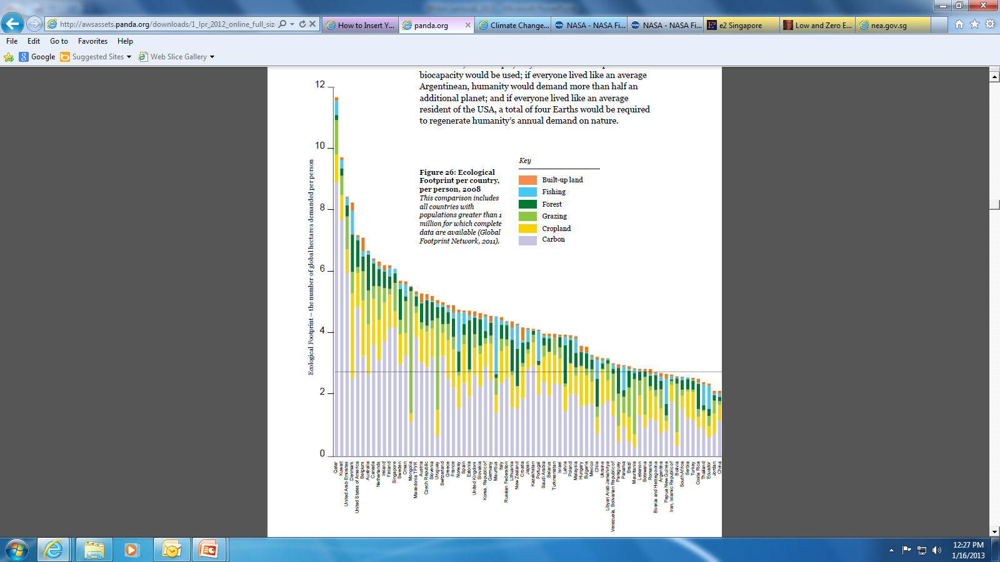 http://awsassets.panda.org/downloads/1_lpr_2012_online_full_siz
How to Insert Y...
panda.org
Climate Change...
NASA - NASA Fi...
NASA - NASA Fi...
e2 Singapore
Low and Zero E...
nea.gov.sg
File Edit Go to Favorites Help
Google Suggested Sites Web Slice Gallery
biocapacity would be used; if everyone lived like an average
Argentinean, humanity would demand more than half an
additional planet; and if everyone lived like an average
resident of the USA, a total of four Earths would be required
to regenerate humanity's annual demand on nature.
Key
Built-up land
Fishing
Forest
Grazing
Cropland
Carbon
Figure 26: Ecological
Footprint per country,
per person, 2008
This comparison includes
all countries with
populations greater than 1
million for which complete
data are available (Global
Footprint Network, 2011).
Ecological Footprint – the number of global hectares demanded per person
12
10
8
6
4
2
0
Qatar
Kuwait
United Arab Emirates
Denmark
United States of America
Belgium
Australia
Canada
Netherlands
Ireland
Finland
Singapore
Sweden
Oman
Mongolia
Macedonia TFYR
Austria
Czech Republic
Slovenia
Uruguay
Switzerland
Greece
France
Norway
Spain
Estonia
United Kingdom
Slovakia
Korea, Republic of
Germany
Mauritius
Italy
Russian Federation
Lithuania
New Zealand
Croatia
Japan
Kazakhstan
Portugal
Saudi Arabia
Belarus
Turkmenistan
Israel
Latvia
Poland
Malaysia
Hungary
Bulgaria
Mexico
Chile
Ukraine
Libyan Arab Jamahiriya
Venezuela, Bolivarian Republic of
Paraguay
Panama
Brazil
Mauritania
Lebanon
Botswana
Romania
Bosnia and Herzegovina
Argentina
Papua New Guinea
Iran, Islamic Republic of
Bolivia
South Africa
Serbia
Turkey
Costa Rica
Thailand
Ecuador
Jordan
China
12:27 PM
1/16/2013